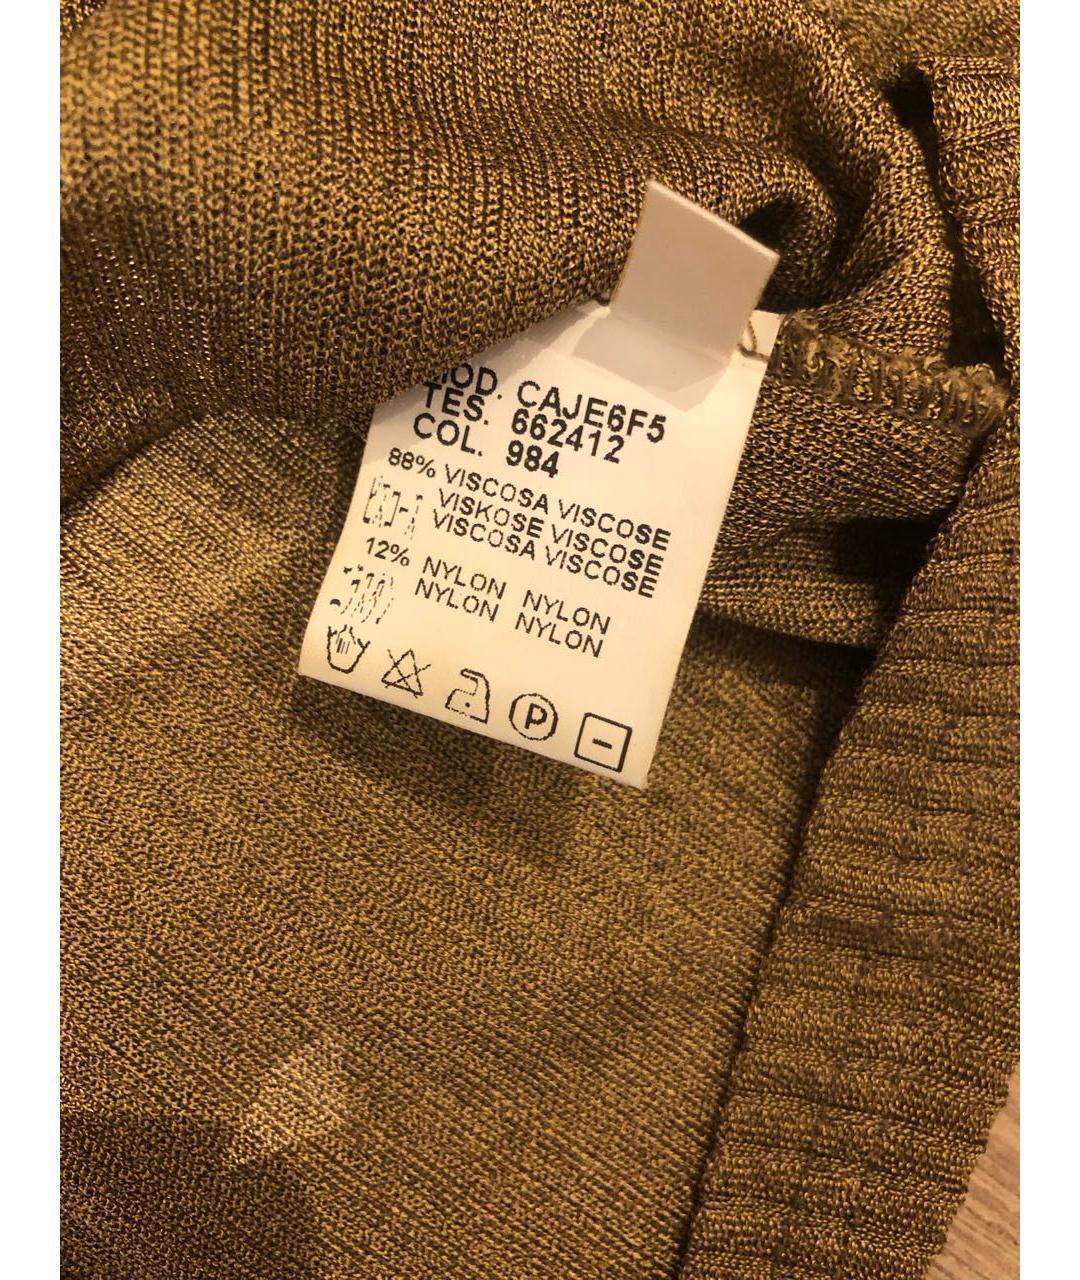 MOD. CAJE6F5
TES. 662412
COL. 984
88% VISCOSA VISCOSE
VISKOSE VISCOSE
VISCOSA VISCOSE
12% NYLON NYLON
NYLON NYLON
P